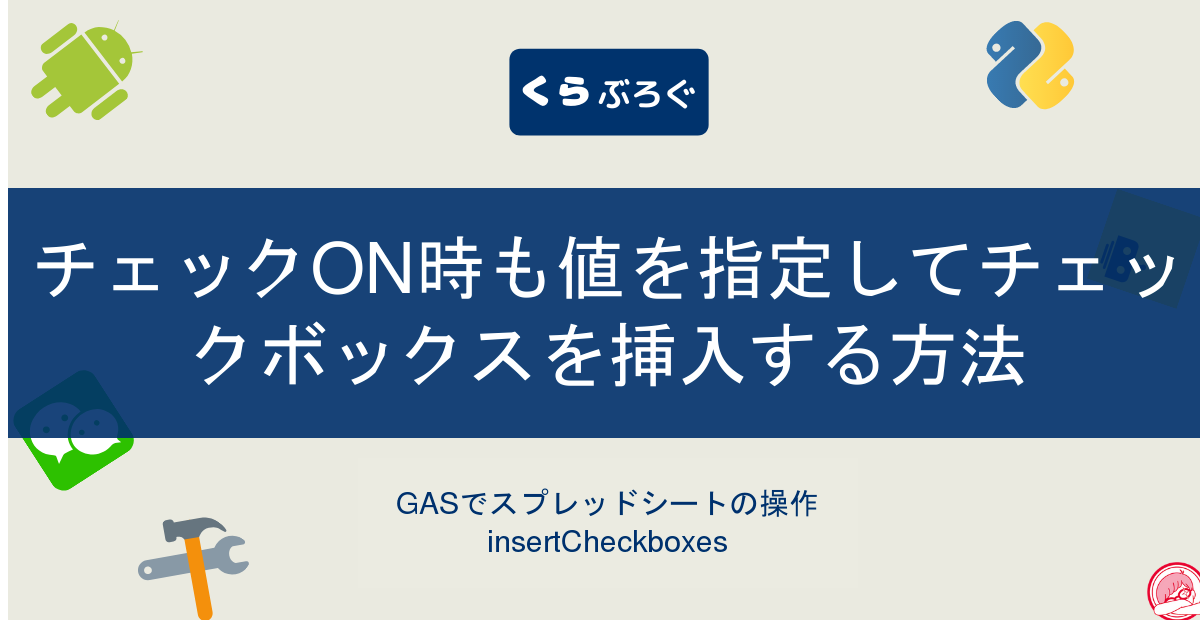 くらぶろぐ
チェックON時も値を指定してチェッ
クボックスを挿入する方法
GASでスプレッドシートの操作
insertCheckboxes